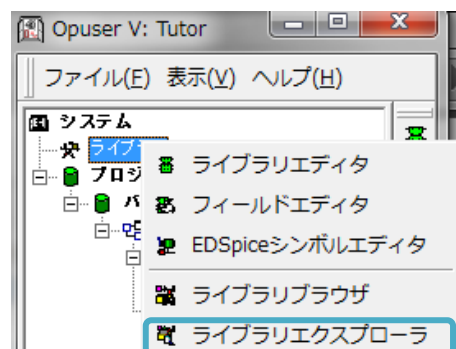 Opuser V: Tutor
ファイル(F) 表示(V) ヘルプ(H)
システム
ライブラ
プロジ
ライブラリエディタ
フィールドエディタ
EDSpiceシンボルエディタ
ライブラリブラウザ
ライブラリエクスプローラ